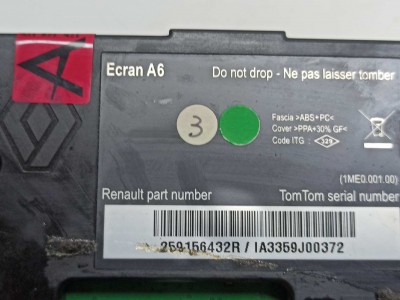 A
Ecran A6
Do not drop - Ne pas laisser tomber
3
Fascia >ABS+PC<
Cover >PPA+30% GF<
Code ITG :
329
(1ME0.001.00)
Renault part number
TomTom serial number
259156432R / IA3359J00372